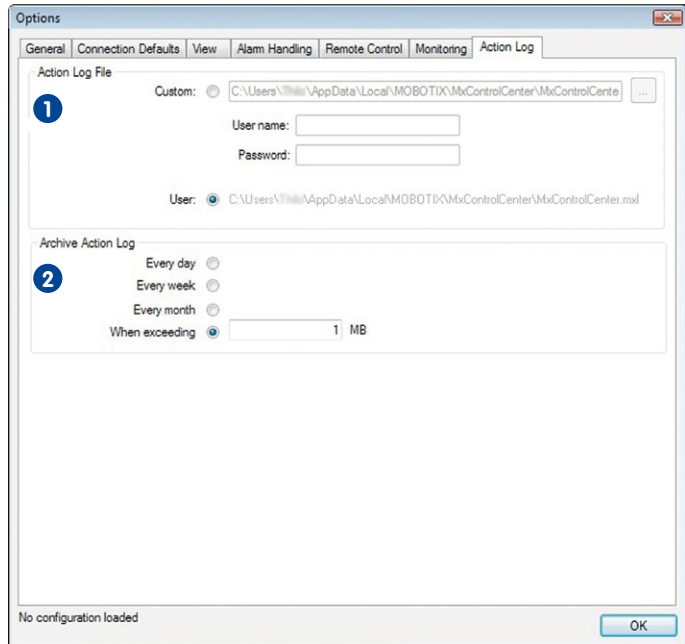 Options
General Connection Defaults View Alarm Handling Remote Control Monitoring Action Log
Action Log File
1
Custom: C:\Users\ \AppData\Local\MOBOTIX\MxControlCenter\MxControlCente ...
User name:
Password:
User: C:\Users\ \AppData\Local\MOBOTIX\MxControlCenter\MxControlCenter.mxl
Archive Action Log
2
Every day
Every week
Every month
When exceeding 1 MB
No configuration loaded
OK